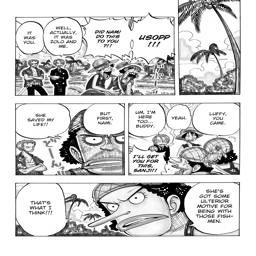 USOPP
!!!
DID NAMI
DO THIS
TO YOU
?!
WELL,
ACTUALLY,
IT WAS
ZOLO AND
ME.
IT WAS
YOU.
LUFFY,
YOU
CAME.
YEAH.
UM, I'M
HERE
TOO...
BUDDY.
I'LL GET
YOU FOR
THIS,
SANJI!!
BUT
FIRST,
NAMI.
SHE
SAVED MY
LIFE!!
SHE'S
GOT SOME
ULTERIOR
MOTIVE FOR
BEING WITH
THOSE FISH-
MEN.
THAT'S
WHAT I
THINK!!!